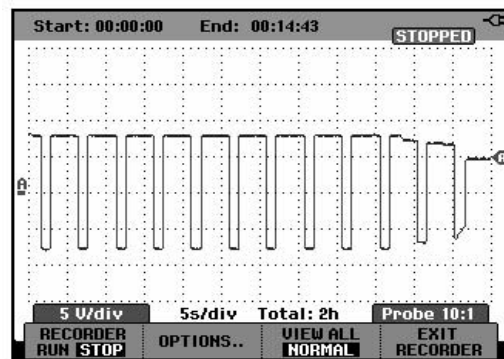 Start: 00:00:00 End: 00:14:43
STOPPED
A
A
5 V/div 5s/div Total: 2h Probe 10:1
RECORDER OPTIONS.. VIEW ALL EXIT
RUN STOP NORMAL RECORDER